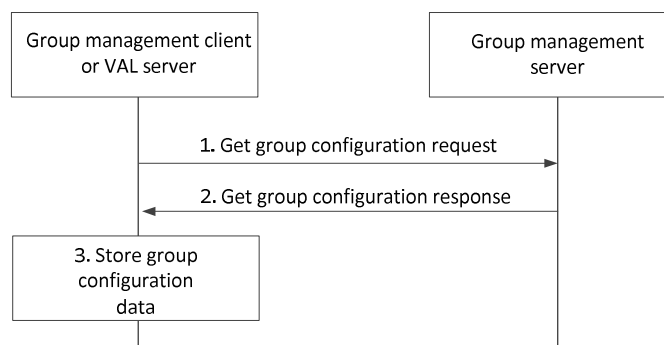 Group management client
or VAL server
Group management
server
1. Get group configuration request
2. Get group configuration response
3. Store group
configuration
data